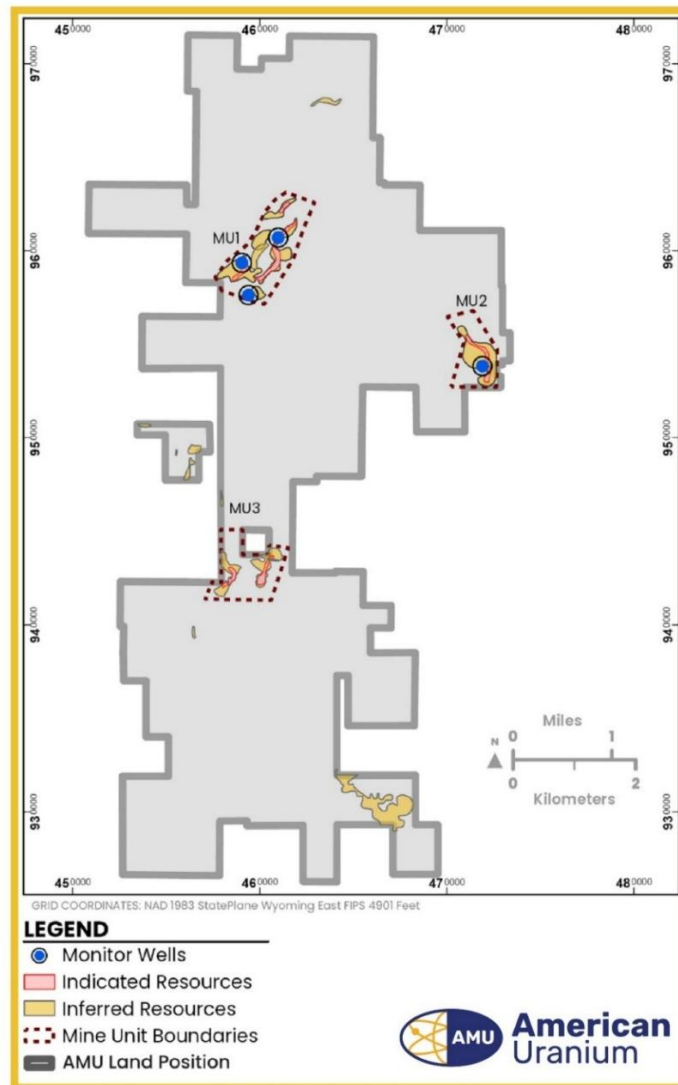 450000 460000 470000 480000
970000 970000
960000 960000
MU1
MU2
950000 950000
MU3
940000 940000
Miles
N 0 1
0 2
Kilometers
930000 930000
450000 460000 470000 480000
GRID COORDINATES: NAD 1983 StatePlane Wyoming East FIPS 4901 Feet
LEGEND
Monitor Wells
Indicated Resources
Inferred Resources
Mine Unit Boundaries
AMU Land Position
AMU
American
Uranium